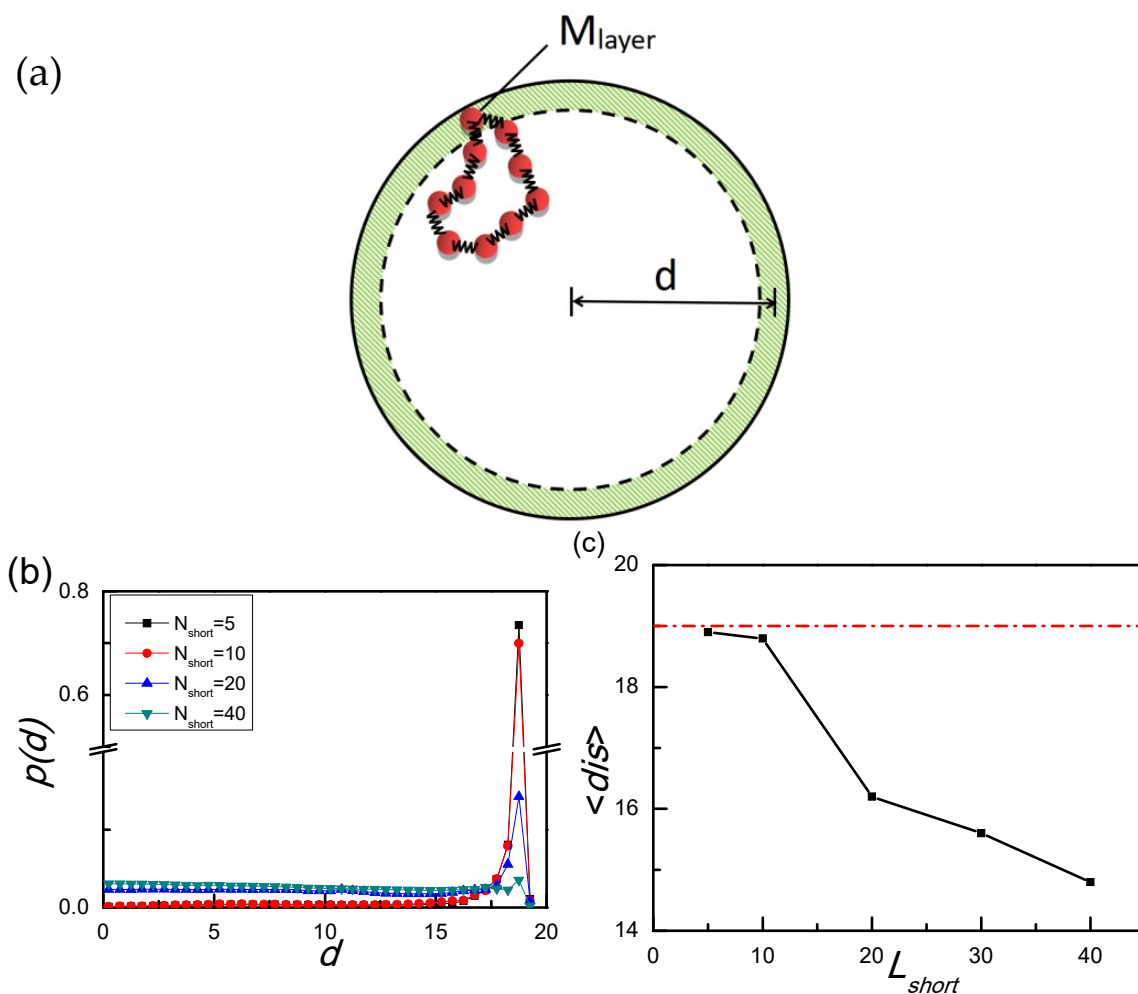 (a)
M_layer
d
(b)
0.8
0.6
0.0
p(d)
N_short=5
N_short=10
N_short=20
N_short=40
0 5 10 15 20
d
(c)
20
18
16
14
<dis>
0 10 20 30 40
L_short